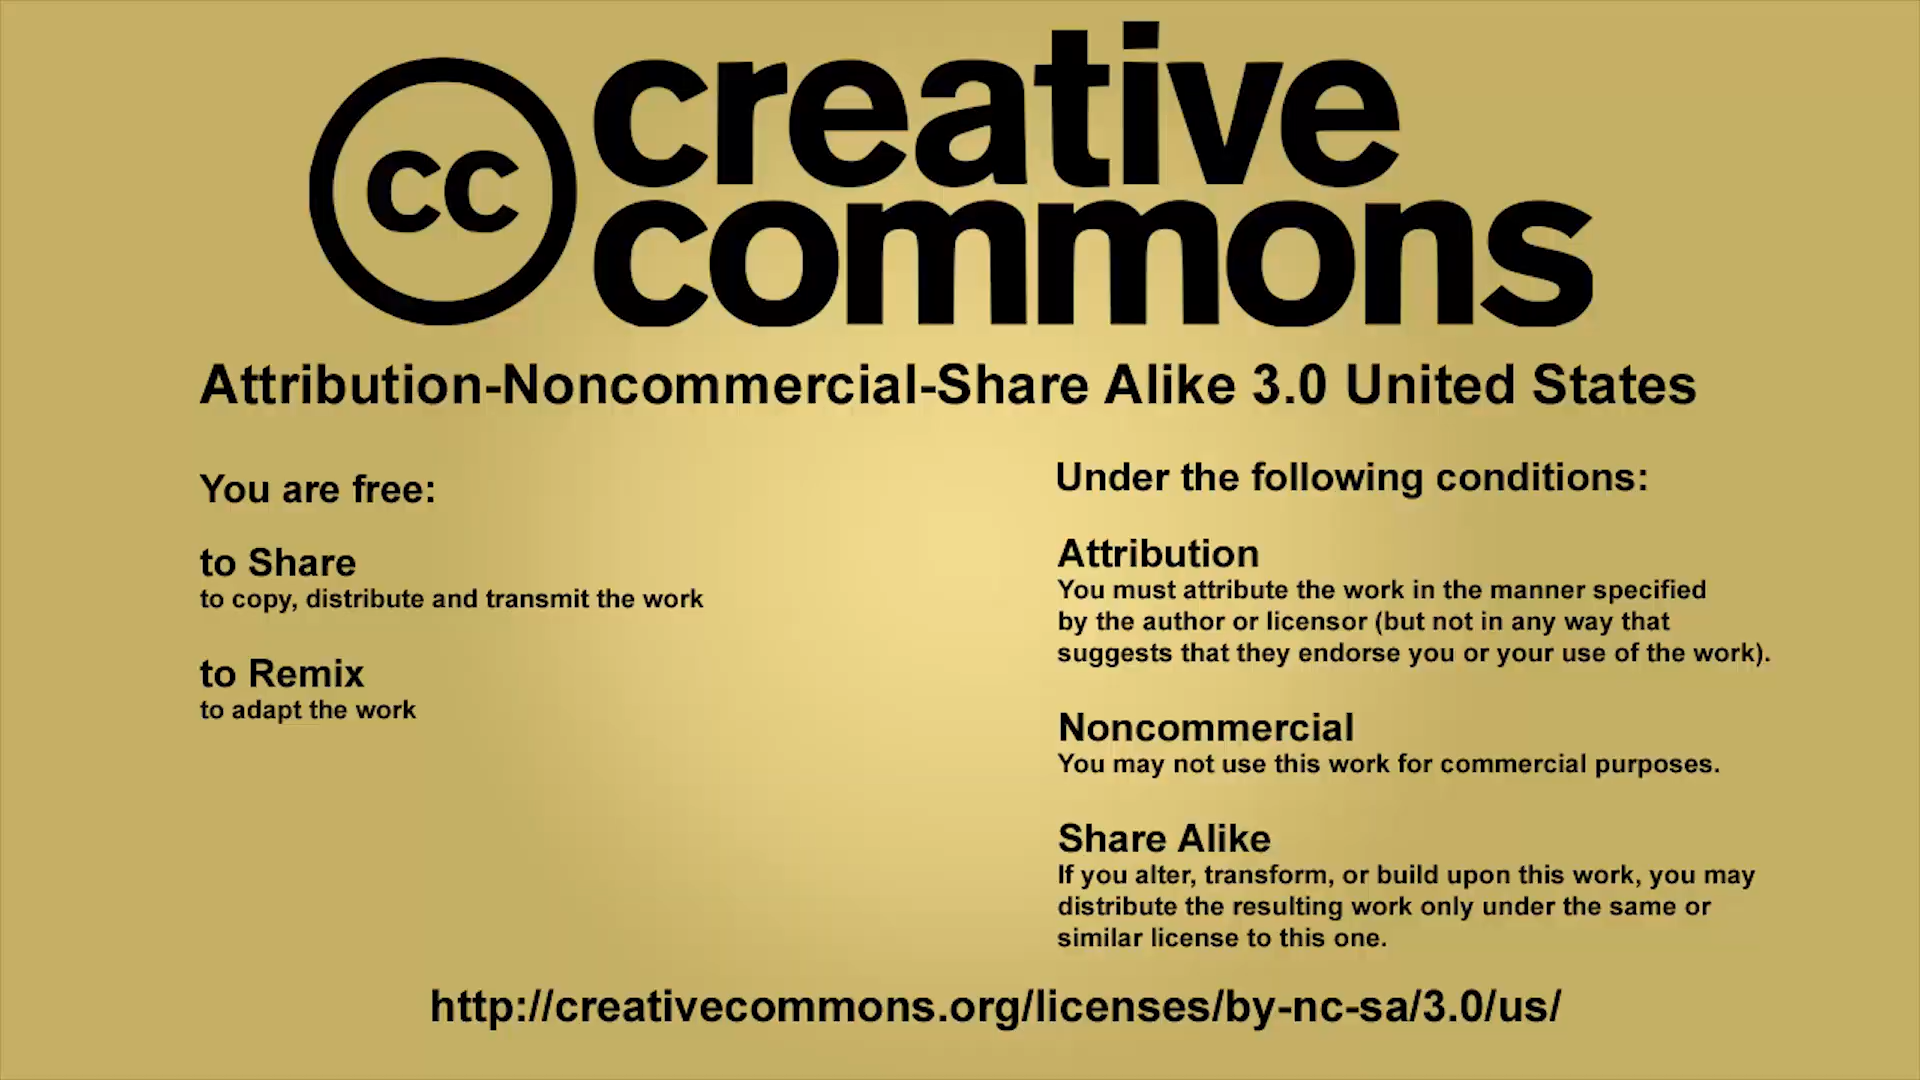 cc
creative
commons
Attribution-Noncommercial-Share Alike 3.0 United States
You are free:
to Share
to copy, distribute and transmit the work
to Remix
to adapt the work
Under the following conditions:
Attribution
You must attribute the work in the manner specified
by the author or licensor (but not in any way that
suggests that they endorse you or your use of the work).
Noncommercial
You may not use this work for commercial purposes.
Share Alike
If you alter, transform, or build upon this work, you may
distribute the resulting work only under the same or
similar license to this one.
http://creativecommons.org/licenses/by-nc-sa/3.0/us/